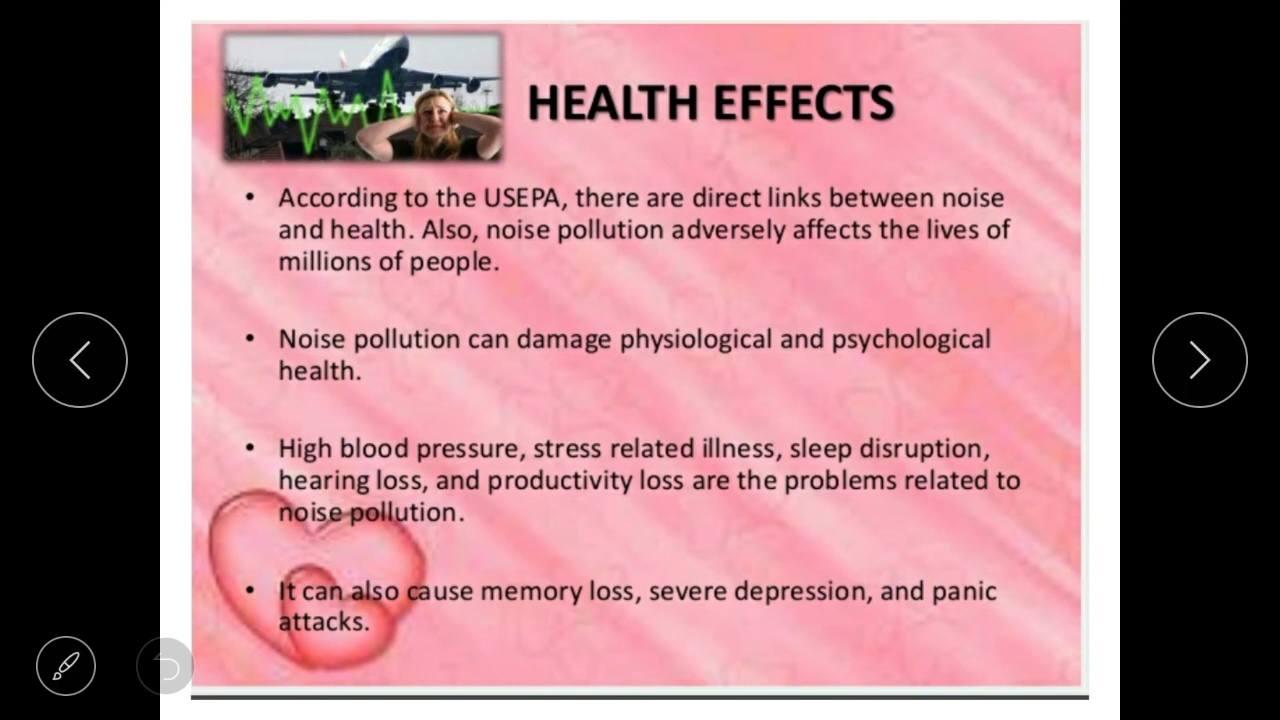 HEALTH EFFECTS
• According to the USEPA, there are direct links between noise
and health. Also, noise pollution adversely affects the lives of
millions of people.
• Noise pollution can damage physiological and psychological
health.
• High blood pressure, stress related illness, sleep disruption,
hearing loss, and productivity loss are the problems related to
noise pollution.
• It can also cause memory loss, severe depression, and panic
attacks.